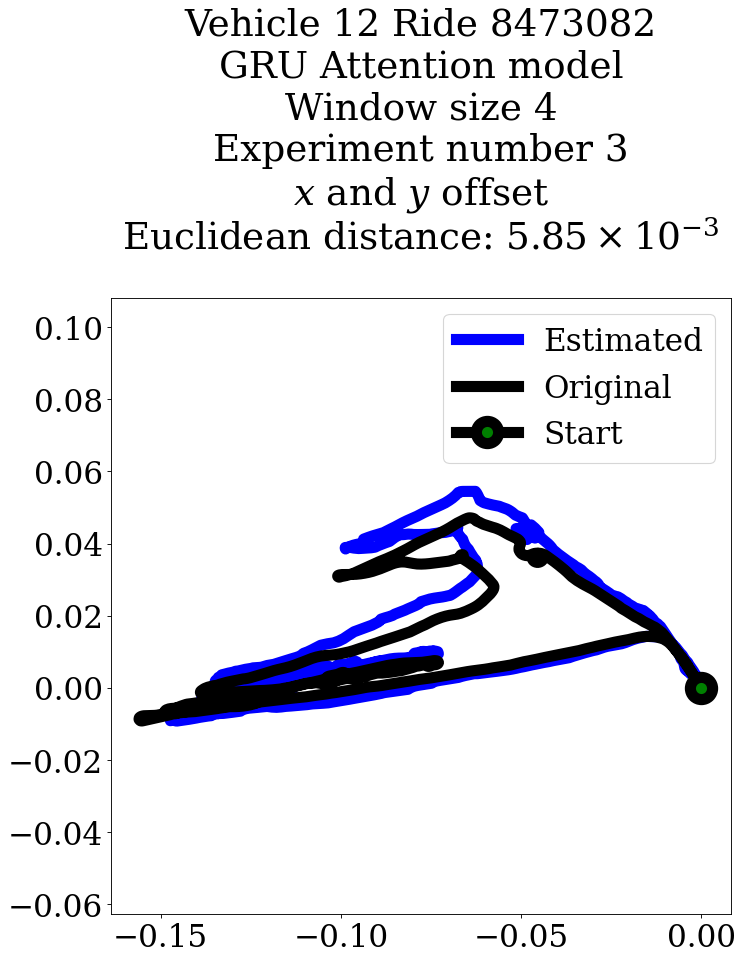 Vehicle 12 Ride 8473082
GRU Attention model
Window size 4
Experiment number 3
x and y offset
Euclidean distance: 5.85 × 10⁻³
Estimated
Original
Start
0.10
0.08
0.06
0.04
0.02
0.00
−0.02
−0.04
−0.06
−0.15 −0.10 −0.05 0.00